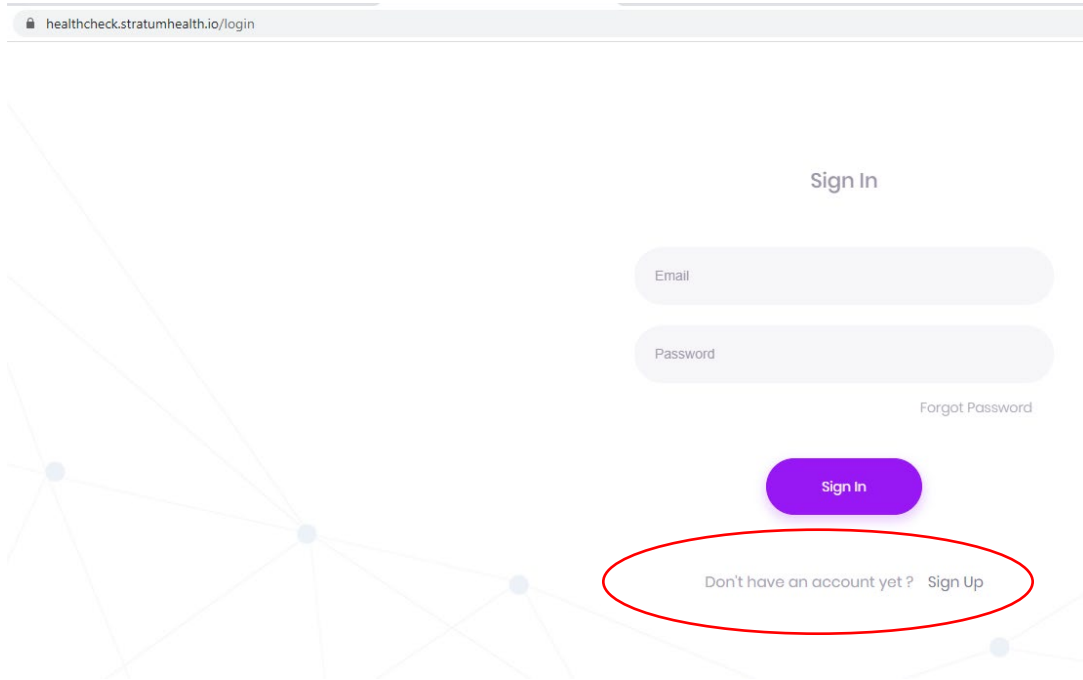 healthcheck.stratumhealth.io/login
Sign In
Email
Password
Forgot Password
Sign In
Don't have an account yet ? Sign Up